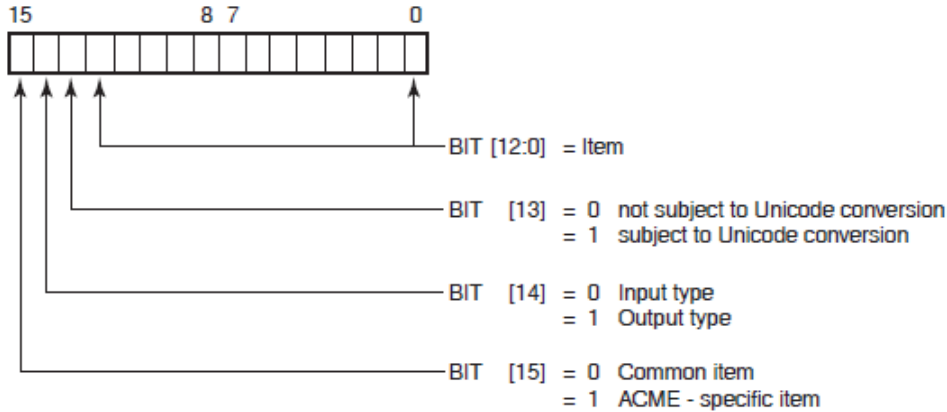 15 8 7 0
BIT [12:0] = Item
BIT [13] = 0 not subject to Unicode conversion
= 1 subject to Unicode conversion
BIT [14] = 0 Input type
= 1 Output type
BIT [15] = 0 Common item
= 1 ACME - specific item